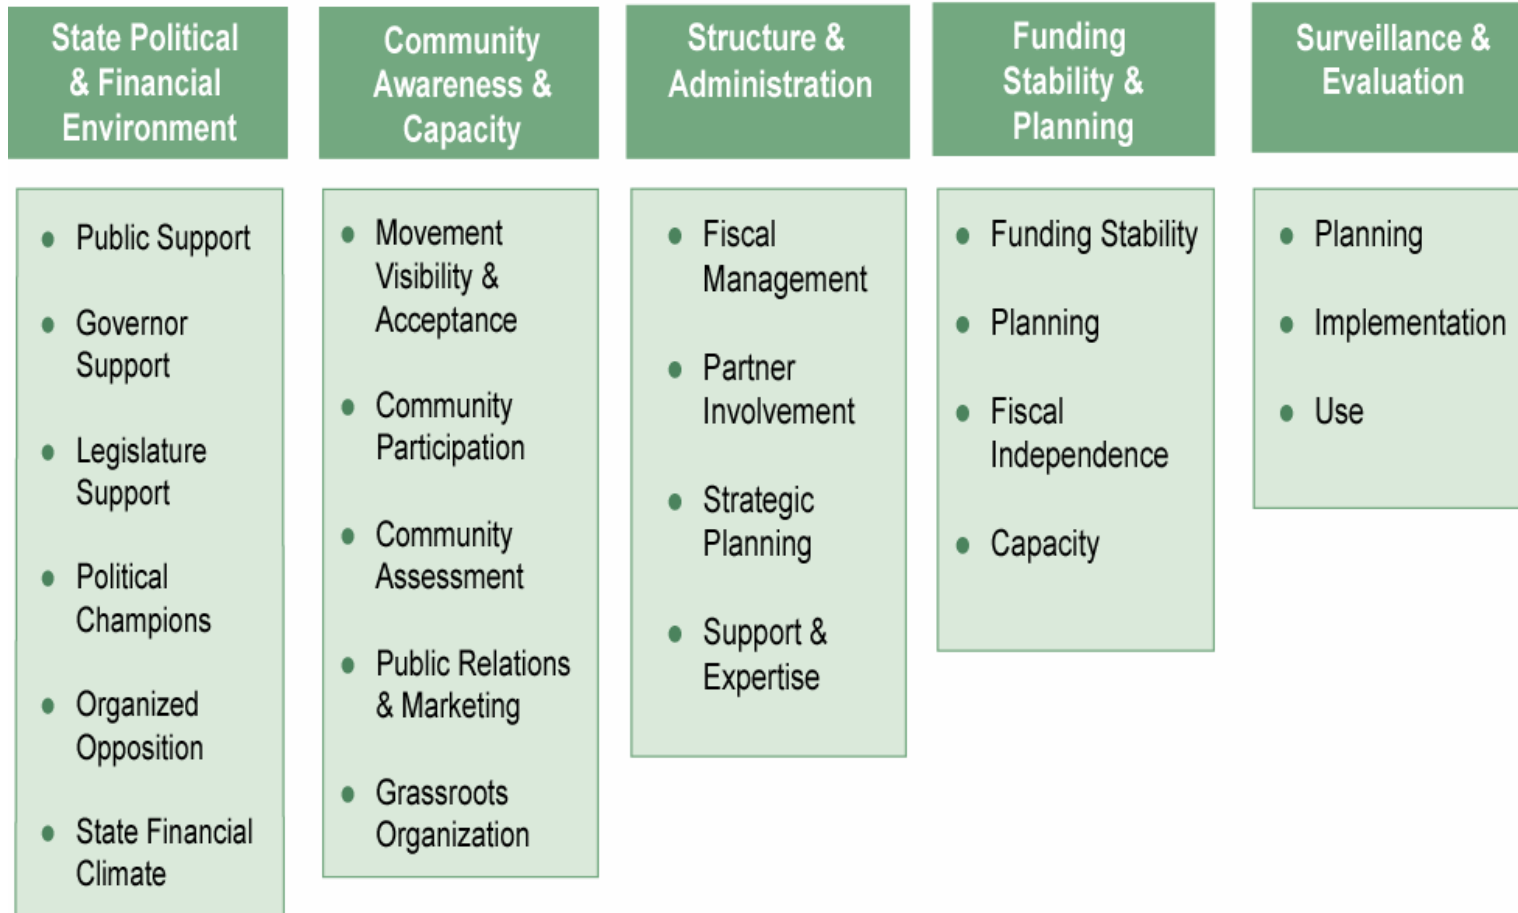 State Political
& Financial
Environment
Public Support
Governor
Support
Legislature
Support
Political
Champions
Organized
Opposition
State Financial
Climate
Community
Awareness &
Capacity
Movement
Visibility &
Acceptance
Community
Participation
Community
Assessment
Public Relations
& Marketing
Grassroots
Organization
Structure &
Administration
Fiscal
Management
Partner
Involvement
Strategic
Planning
Support &
Expertise
Funding
Stability &
Planning
Funding Stability
Planning
Fiscal
Independence
Capacity
Surveillance &
Evaluation
Planning
Implementation
Use